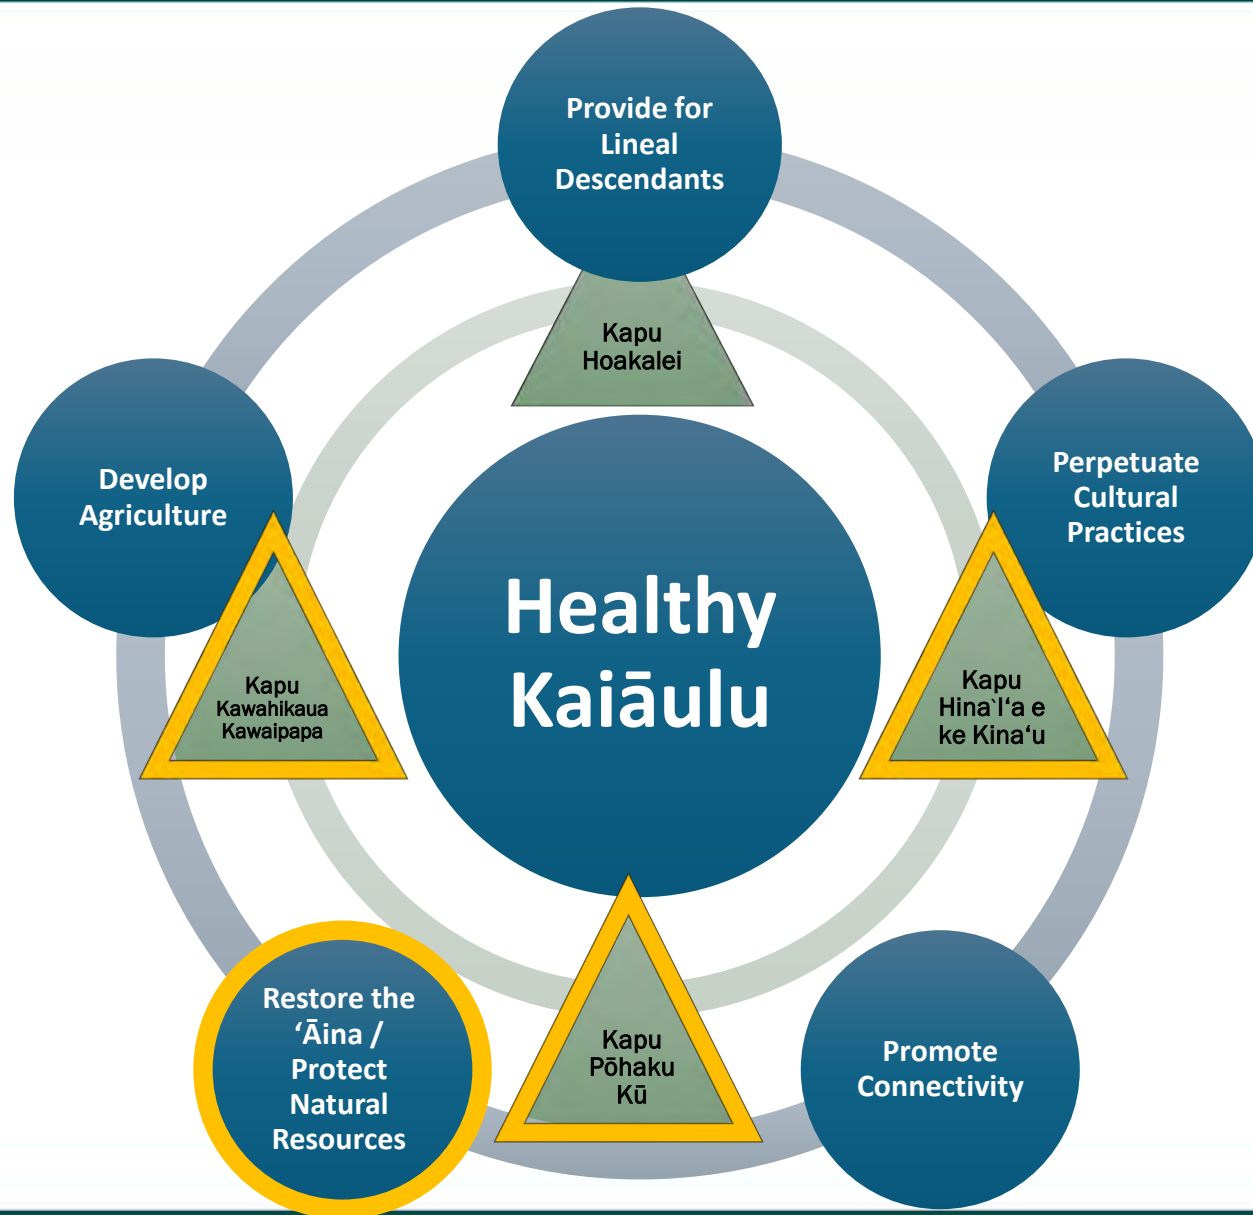 Provide for
Lineal
Descendants
Kapu
Hoakalei
Develop
Agriculture
Perpetuate
Cultural
Practices
Healthy
Kaiāulu
Kapu
Kawahikaua
Kawaipapa
Kapu
Hina`I‘a e
ke Kina‘u
Restore the
‘Āina /
Protect
Natural
Resources
Kapu
Pōhaku
Kū
Promote
Connectivity